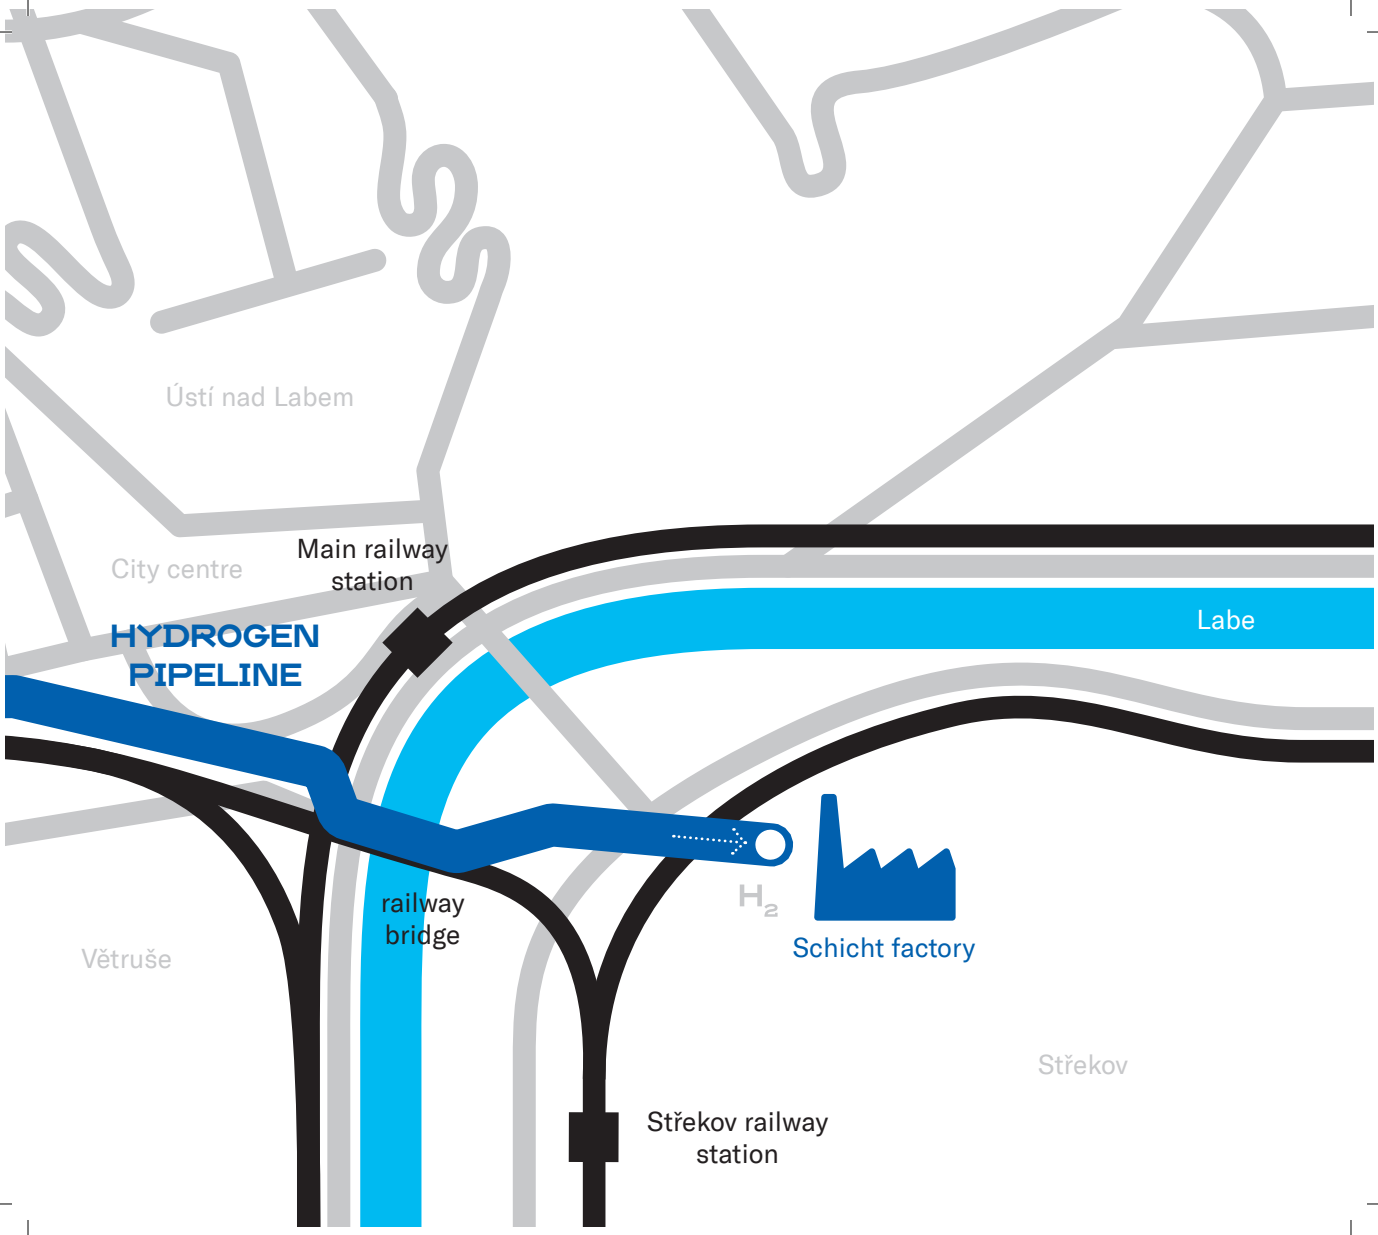 Ústí nad Labem
Main railway
station
City centre
HYDROGEN
PIPELINE
Labe
railway
bridge
H₂
Schicht factory
Větruše
Střekov
Střekov railway
station